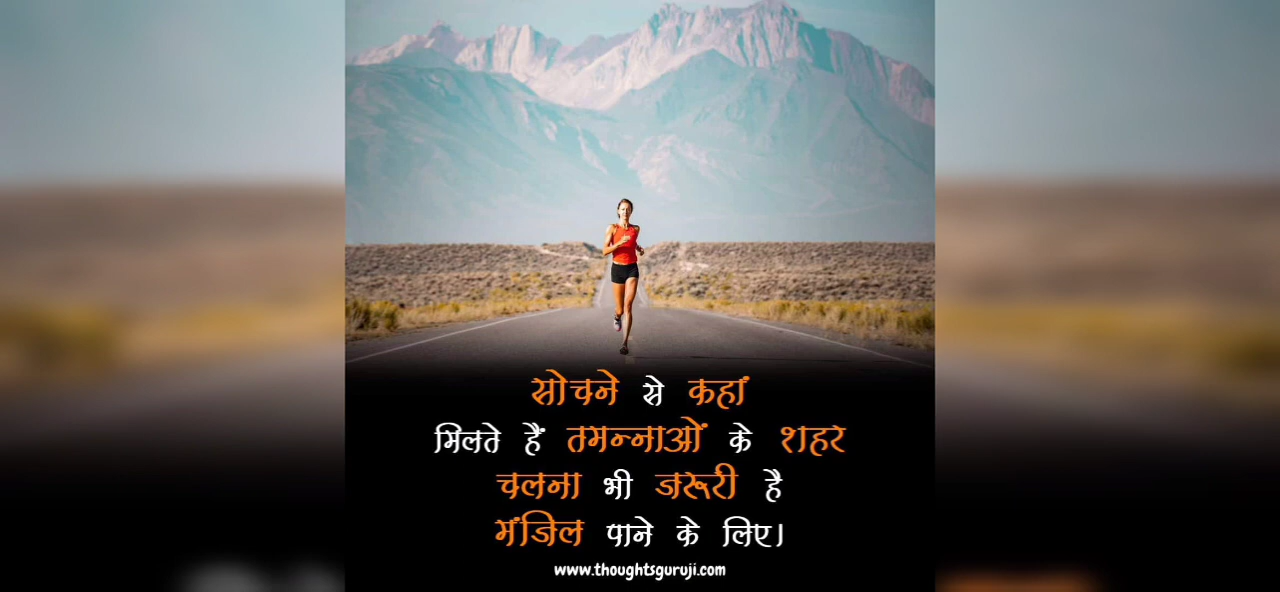 सोचने से कहां
मिलते हैं तमन्नाओं के शहर
चलना भी जरूरी है
मंजिल पाने के लिए।
www.thoughtsguruji.com